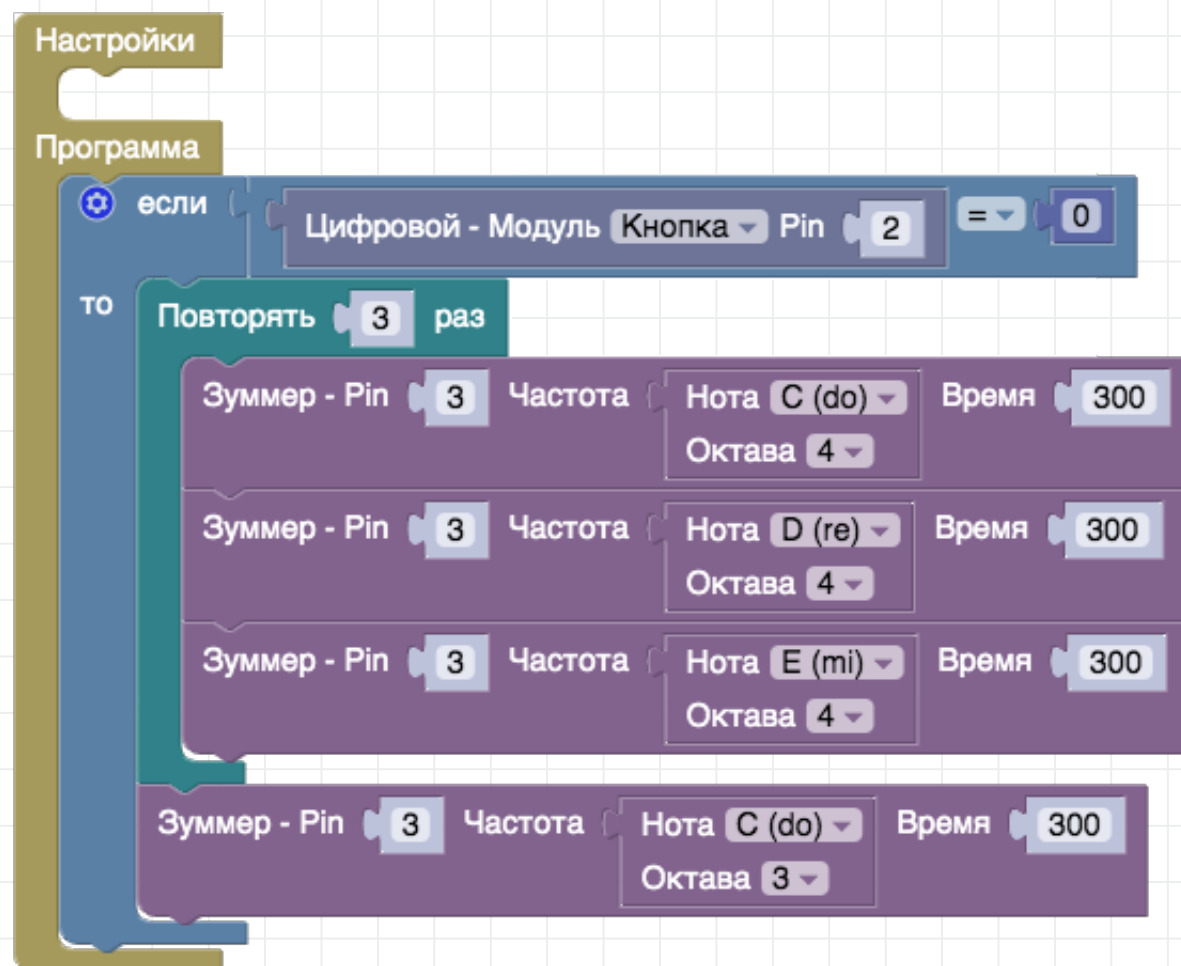 Настройки
Программа
если Цифровой - Модуль Кнопка Pin 2 = 0
то Повторять 3 раз
Зуммер - Pin 3 Частота Нота C (do) Время 300
Октава 4
Зуммер - Pin 3 Частота Нота D (re) Время 300
Октава 4
Зуммер - Pin 3 Частота Нота E (mi) Время 300
Октава 4
Зуммер - Pin 3 Частота Нота C (do) Время 300
Октава 3